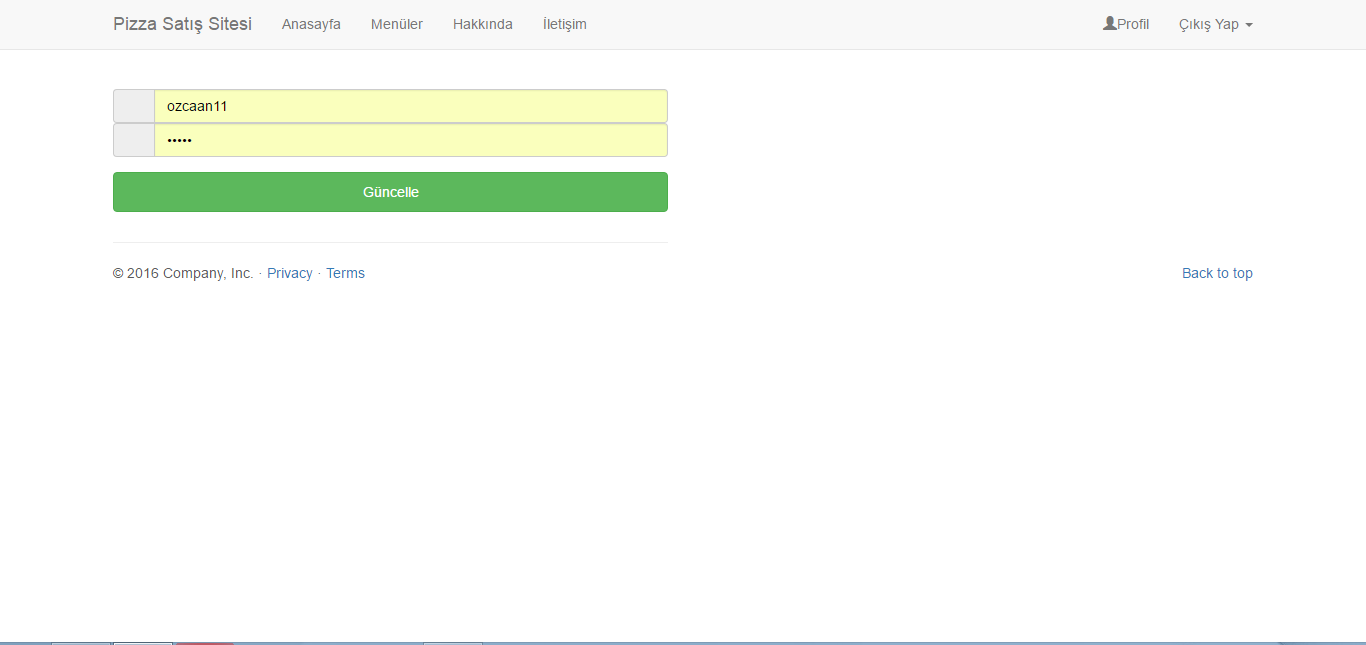 Pizza Satış Sitesi Anasayfa Menüler Hakkında İletişim Profil Çıkış Yap
ozcaan11
•••••
Güncelle
© 2016 Company, Inc. · Privacy · Terms Back to top